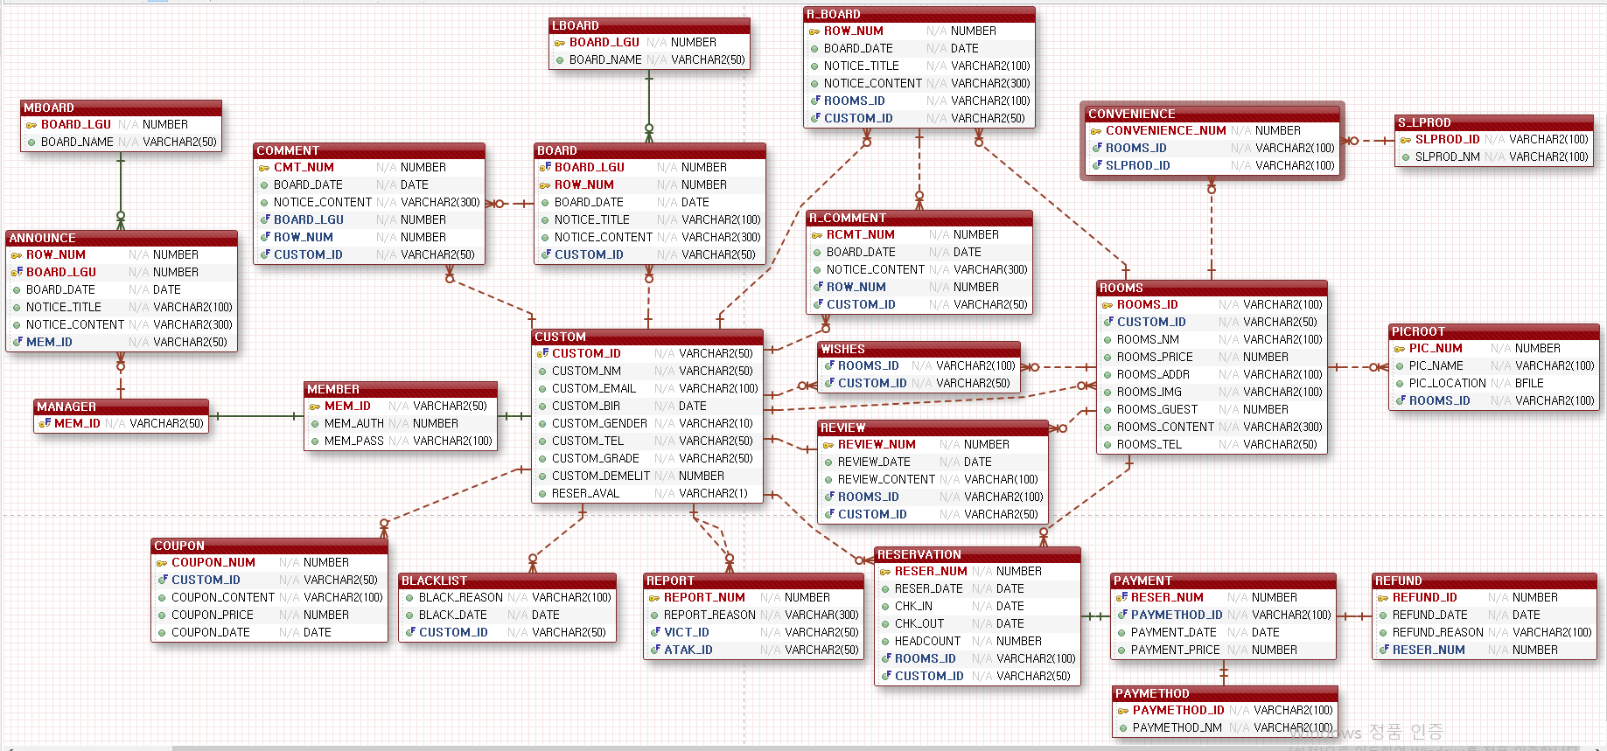 LBOARD
BOARD_LGU N/A NUMBER
BOARD_NAME N/A VARCHAR2(50)
R_BOARD
ROW_NUM N/A NUMBER
BOARD_DATE N/A DATE
NOTICE_TITLE N/A VARCHAR2(100)
NOTICE_CONTENT N/A VARCHAR2(300)
ROOMS_ID N/A VARCHAR2(100)
CUSTOM_ID N/A VARCHAR2(50)
MBOARD
BOARD_LGU N/A NUMBER
BOARD_NAME N/A VARCHAR2(50)
CONVENIENCE
CONVENIENCE_NUM N/A NUMBER
ROOMS_ID N/A VARCHAR2(100)
SLPROD_ID N/A VARCHAR2(100)
S_LPROD
SLPROD_ID N/A VARCHAR2(100)
SLPROD_NM N/A VARCHAR2(100)
COMMENT
CMT_NUM N/A NUMBER
BOARD_DATE N/A DATE
NOTICE_CONTENT N/A VARCHAR2(300)
BOARD_LGU N/A NUMBER
ROW_NUM N/A NUMBER
CUSTOM_ID N/A VARCHAR2(50)
BOARD
BOARD_LGU N/A NUMBER
ROW_NUM N/A NUMBER
BOARD_DATE N/A DATE
NOTICE_TITLE N/A VARCHAR2(100)
NOTICE_CONTENT N/A VARCHAR2(300)
CUSTOM_ID N/A VARCHAR2(50)
R_COMMENT
RCMT_NUM N/A NUMBER
BOARD_DATE N/A DATE
NOTICE_CONTENT N/A VARCHAR(300)
ROW_NUM N/A NUMBER
CUSTOM_ID N/A VARCHAR2(50)
ANNOUNCE
ROW_NUM N/A NUMBER
BOARD_LGU N/A NUMBER
BOARD_DATE N/A DATE
NOTICE_TITLE N/A VARCHAR2(100)
NOTICE_CONTENT N/A VARCHAR2(300)
MEM_ID N/A VARCHAR2(50)
ROOMS
ROOMS_ID N/A VARCHAR2(100)
CUSTOM_ID N/A VARCHAR2(50)
ROOMS_NM N/A VARCHAR2(100)
ROOMS_PRICE N/A NUMBER
ROOMS_ADDR N/A VARCHAR2(100)
ROOMS_IMG N/A VARCHAR2(100)
ROOMS_GUEST N/A NUMBER
ROOMS_CONTENT N/A VARCHAR2(300)
ROOMS_TEL N/A VARCHAR2(50)
PICROOT
PIC_NUM N/A NUMBER
PIC_NAME N/A VARCHAR2(100)
PIC_LOCATION N/A BFILE
ROOMS_ID N/A VARCHAR2(100)
CUSTOM
CUSTOM_ID N/A VARCHAR2(50)
CUSTOM_NM N/A VARCHAR2(50)
CUSTOM_EMAIL N/A VARCHAR2(100)
CUSTOM_BIR N/A DATE
CUSTOM_GENDER N/A VARCHAR2(10)
CUSTOM_TEL N/A VARCHAR2(50)
CUSTOM_GRADE N/A VARCHAR2(50)
CUSTOM_DEMELIT N/A NUMBER
RESER_AVAL N/A VARCHAR2(1)
WISHES
ROOMS_ID N/A VARCHAR2(100)
CUSTOM_ID N/A VARCHAR2(50)
MEMBER
MEM_ID N/A VARCHAR2(50)
MEM_AUTH N/A NUMBER
MEM_PASS N/A VARCHAR2(100)
MANAGER
MEM_ID N/A VARCHAR2(50)
REVIEW
REVIEW_NUM N/A NUMBER
REVIEW_DATE N/A DATE
REVIEW_CONTENT N/A VARCHAR(100)
ROOMS_ID N/A VARCHAR2(100)
CUSTOM_ID N/A VARCHAR2(50)
COUPON
COUPON_NUM N/A NUMBER
CUSTOM_ID N/A VARCHAR2(50)
COUPON_CONTENT N/A VARCHAR2(100)
COUPON_PRICE N/A NUMBER
COUPON_DATE N/A DATE
BLACKLIST
BLACK_REASON N/A VARCHAR2(100)
BLACK_DATE N/A DATE
CUSTOM_ID N/A VARCHAR2(50)
REPORT
REPORT_NUM N/A NUMBER
REPORT_REASON N/A VARCHAR(300)
VICT_ID N/A VARCHAR2(50)
ATAK_ID N/A VARCHAR2(50)
RESERVATION
RESER_NUM N/A NUMBER
RESER_DATE N/A DATE
CHK_IN N/A DATE
CHK_OUT N/A DATE
HEADCOUNT N/A NUMBER
ROOMS_ID N/A VARCHAR2(100)
CUSTOM_ID N/A VARCHAR2(50)
PAYMENT
RESER_NUM N/A NUMBER
PAYMETHOD_ID N/A VARCHAR2(100)
PAYMENT_DATE N/A DATE
PAYMENT_PRICE N/A NUMBER
REFUND
REFUND_ID N/A NUMBER
REFUND_DATE N/A DATE
REFUND_REASON N/A VARCHAR2(100)
RESER_NUM N/A NUMBER
PAYMETHOD
PAYMETHOD_ID N/A VARCHAR2(100)
PAYMETHOD_NM N/A VARCHAR2(100)
Windows 정품 인증